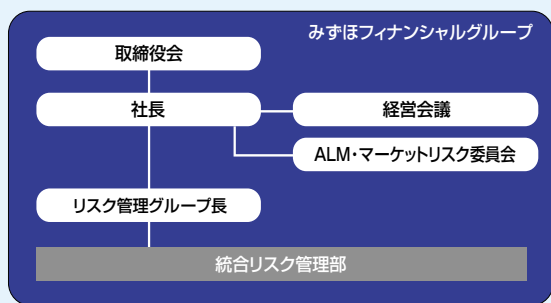 みずほフィナンシャルグループ
取締役会
社長
経営会議
ALM・マーケットリスク委員会
リスク管理グループ長
統合リスク管理部